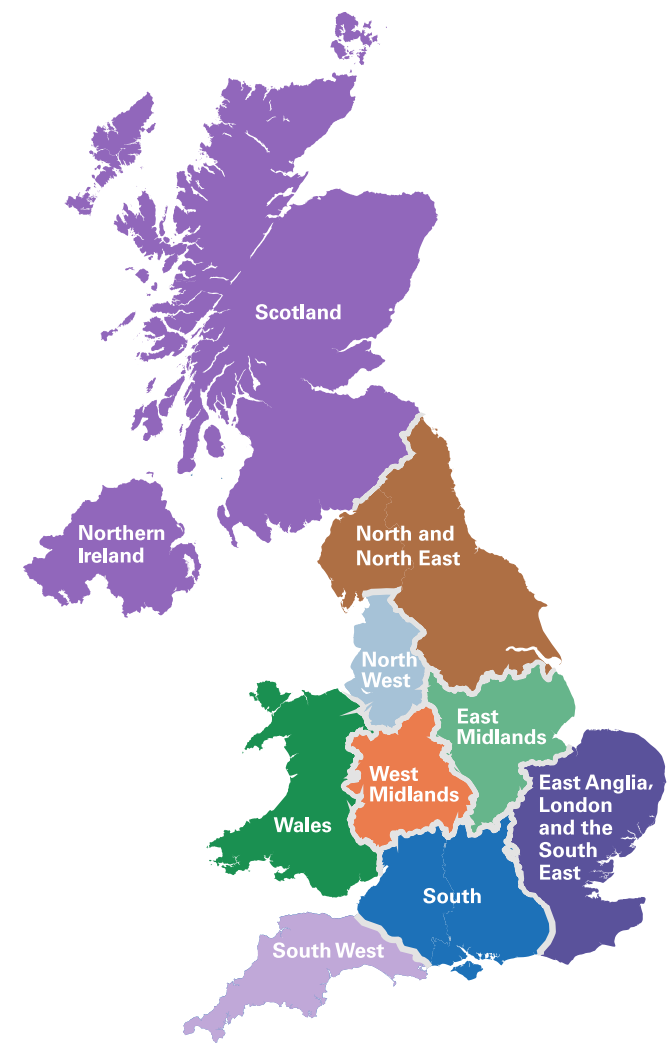 Scotland
Northern
Ireland
North and
North East
North
West
East
Midlands
West
Midlands
East Anglia,
London
and the
South
East
Wales
South
South West